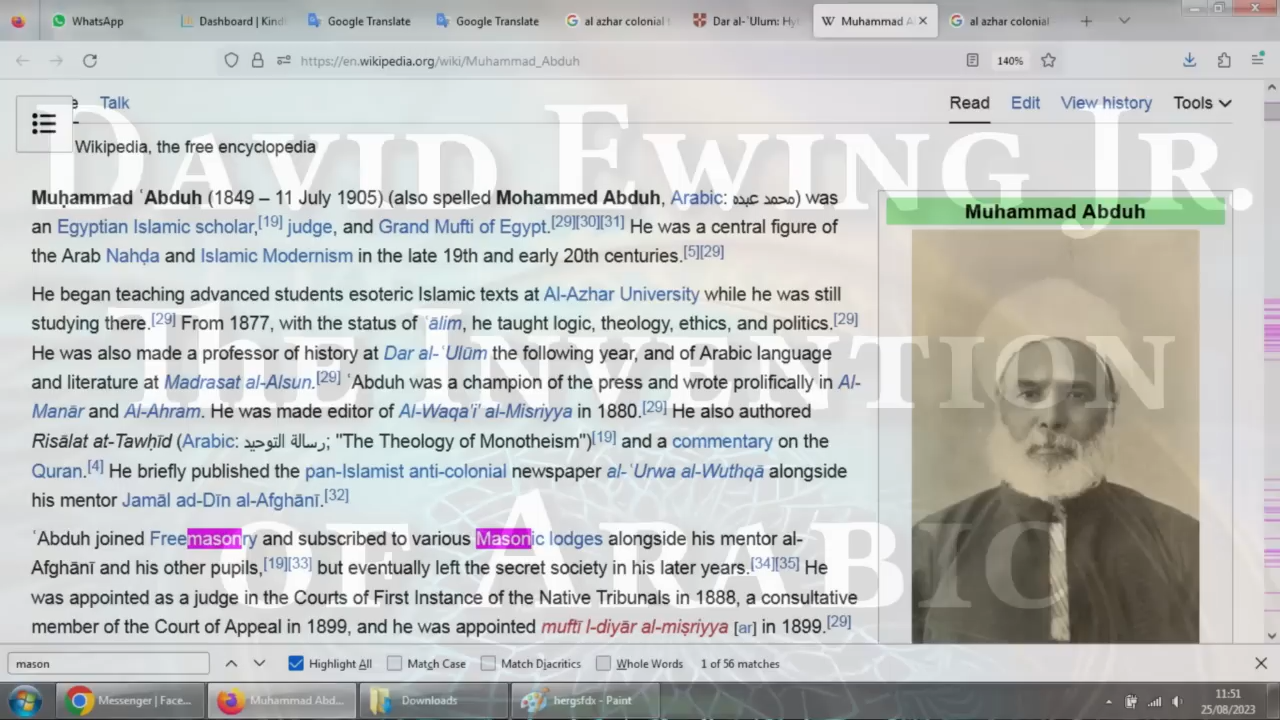 WhatsApp
Dashboard | Kindl
Google Translate
Google Translate
al azhar colonial t
Dar al-ʿUlum: Hyt
Muhammad A
al azhar colonial
https://en.wikipedia.org/wiki/Muhammad_Abduh
140%
Talk
Read Edit View history Tools
Wikipedia, the free encyclopedia
DAVID EWING JR.
THE INVENTION
OF ARABIC
Muḥammad ʿAbduh (1849 – 11 July 1905) (also spelled Mohammed Abduh, Arabic: محمد عبده) was
an Egyptian Islamic scholar,[19] judge, and Grand Mufti of Egypt.[29][30][31] He was a central figure of
the Arab Nahḍa and Islamic Modernism in the late 19th and early 20th centuries.[5][29]
He began teaching advanced students esoteric Islamic texts at Al-Azhar University while he was still
studying there.[29] From 1877, with the status of ʿālim, he taught logic, theology, ethics, and politics.[29]
He was also made a professor of history at Dar al-ʿUlūm the following year, and of Arabic language
and literature at Madrasat al-Alsun.[29] ʿAbduh was a champion of the press and wrote prolifically in Al-
Manār and Al-Ahram. He was made editor of Al-Waqa'i' al-Misriyya in 1880.[29] He also authored
Risālat at-Tawḥīd (Arabic: رسالة التوحيد; "The Theology of Monotheism")[19] and a commentary on the
Quran.[4] He briefly published the pan-Islamist anti-colonial newspaper al-ʿUrwa al-Wuthqā alongside
his mentor Jamāl ad-Dīn al-Afghānī.[32]
ʿAbduh joined Freemasonry and subscribed to various Masonic lodges alongside his mentor al-
Afghānī and his other pupils,[19][33] but eventually left the secret society in his later years.[34][35] He
was appointed as a judge in the Courts of First Instance of the Native Tribunals in 1888, a consultative
member of the Court of Appeal in 1899, and he was appointed muftī l-diyār al-miṣriyya [ar] in 1899.[29]
Muhammad Abduh
mason
Highlight All
Match Case
Match Diacritics
Whole Words
1 of 56 matches
Messenger | Face...
Muhammad Abd...
Downloads
hergsfdx - Paint
11:51
25/08/2023